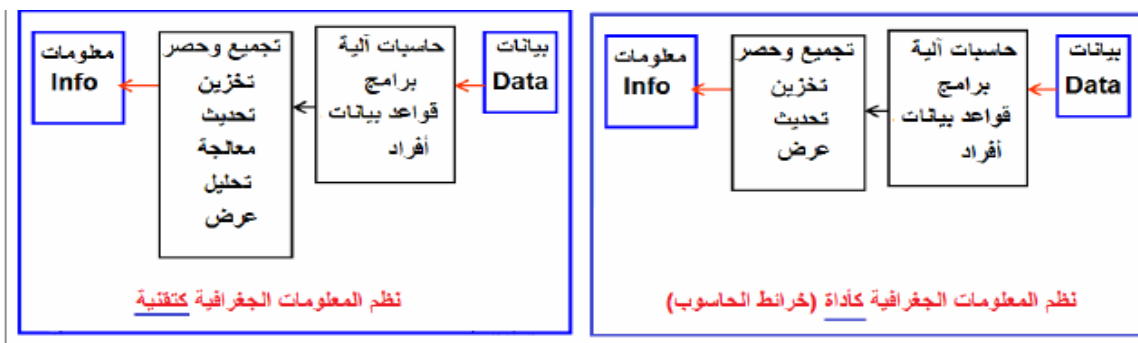 بيانات
Data
حاسبات آلية
برامج
قواعد بيانات
أفراد
تجميع وحصر
تخزين
تحديث
عرض
معلومات
Info
نظم المعلومات الجغرافية كأداة (خرائط الحاسوب)
بيانات
Data
حاسبات آلية
برامج
قواعد بيانات
أفراد
تجميع وحصر
تخزين
تحديث
معالجة
تحليل
عرض
معلومات
Info
نظم المعلومات الجغرافية كتقنية